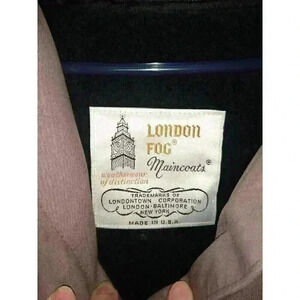 LONDON
FOG®
Maincoats®
weatherwear
of distinction
TRADEMARKS OF
LONDONTOWN CORPORATION
LONDON-BALTIMORE
NEW YORK
MADE IN U.S.A.